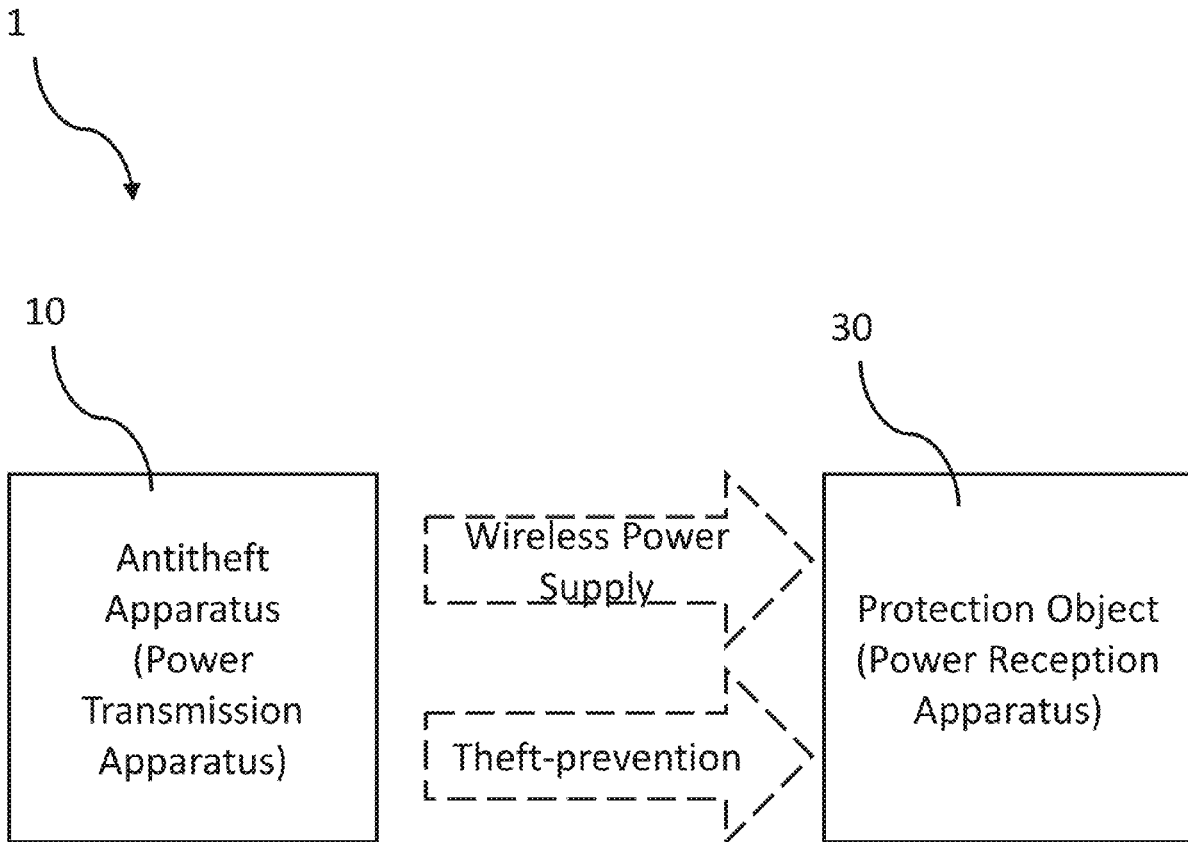 1
10
30
Antitheft
Apparatus
(Power
Transmission
Apparatus)
Wireless Power
Supply
Theft-prevention
Protection Object
(Power Reception
Apparatus)